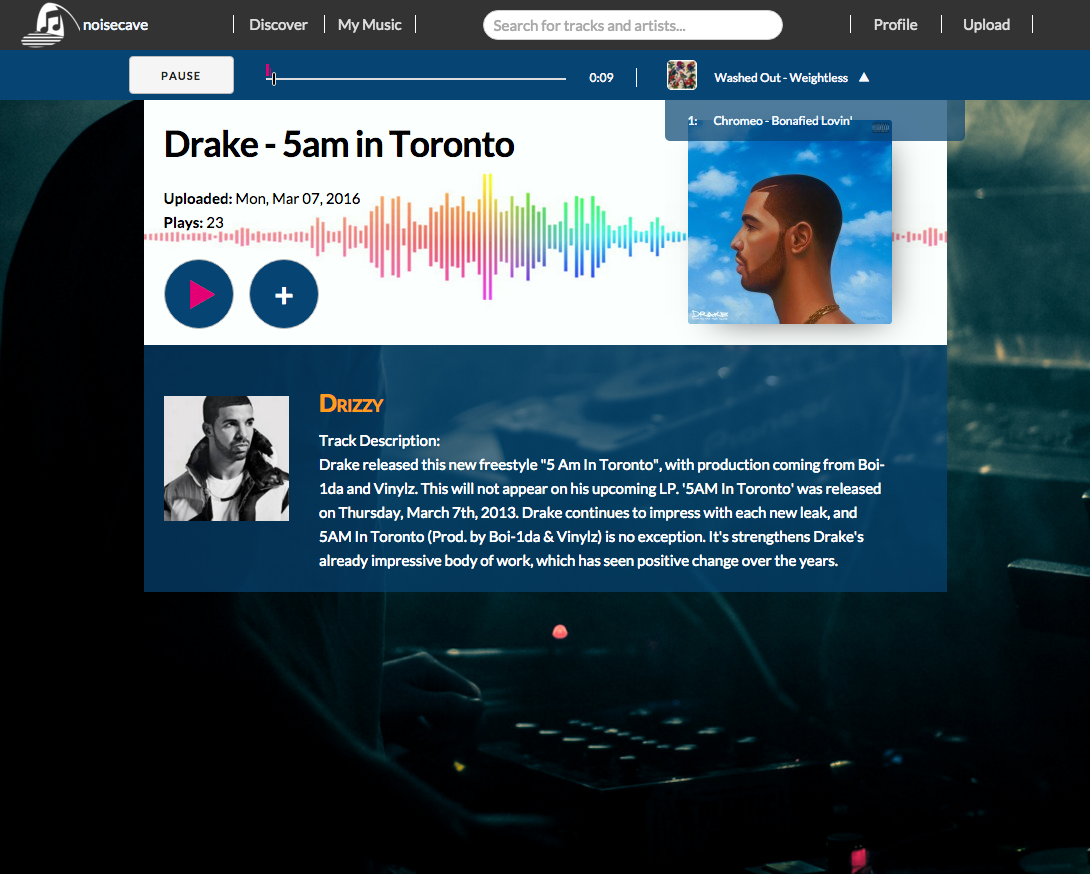 noisecave
Discover
My Music
Search for tracks and artists...
Profile
Upload
PAUSE
0:09
Washed Out - Weightless
1: Chromeo - Bonafied Lovin'
Drake - 5am in Toronto
Uploaded: Mon, Mar 07, 2016
Plays: 23
DRAKE
Drizzy
Track Description:
Drake released this new freestyle "5 Am In Toronto", with production coming from Boi-
1da and Vinylz. This will not appear on his upcoming LP. '5AM In Toronto' was released
on Thursday, March 7th, 2013. Drake continues to impress with each new leak, and
5AM In Toronto (Prod. by Boi-1da & Vinylz) is no exception. It's strengthens Drake's
already impressive body of work, which has seen positive change over the years.